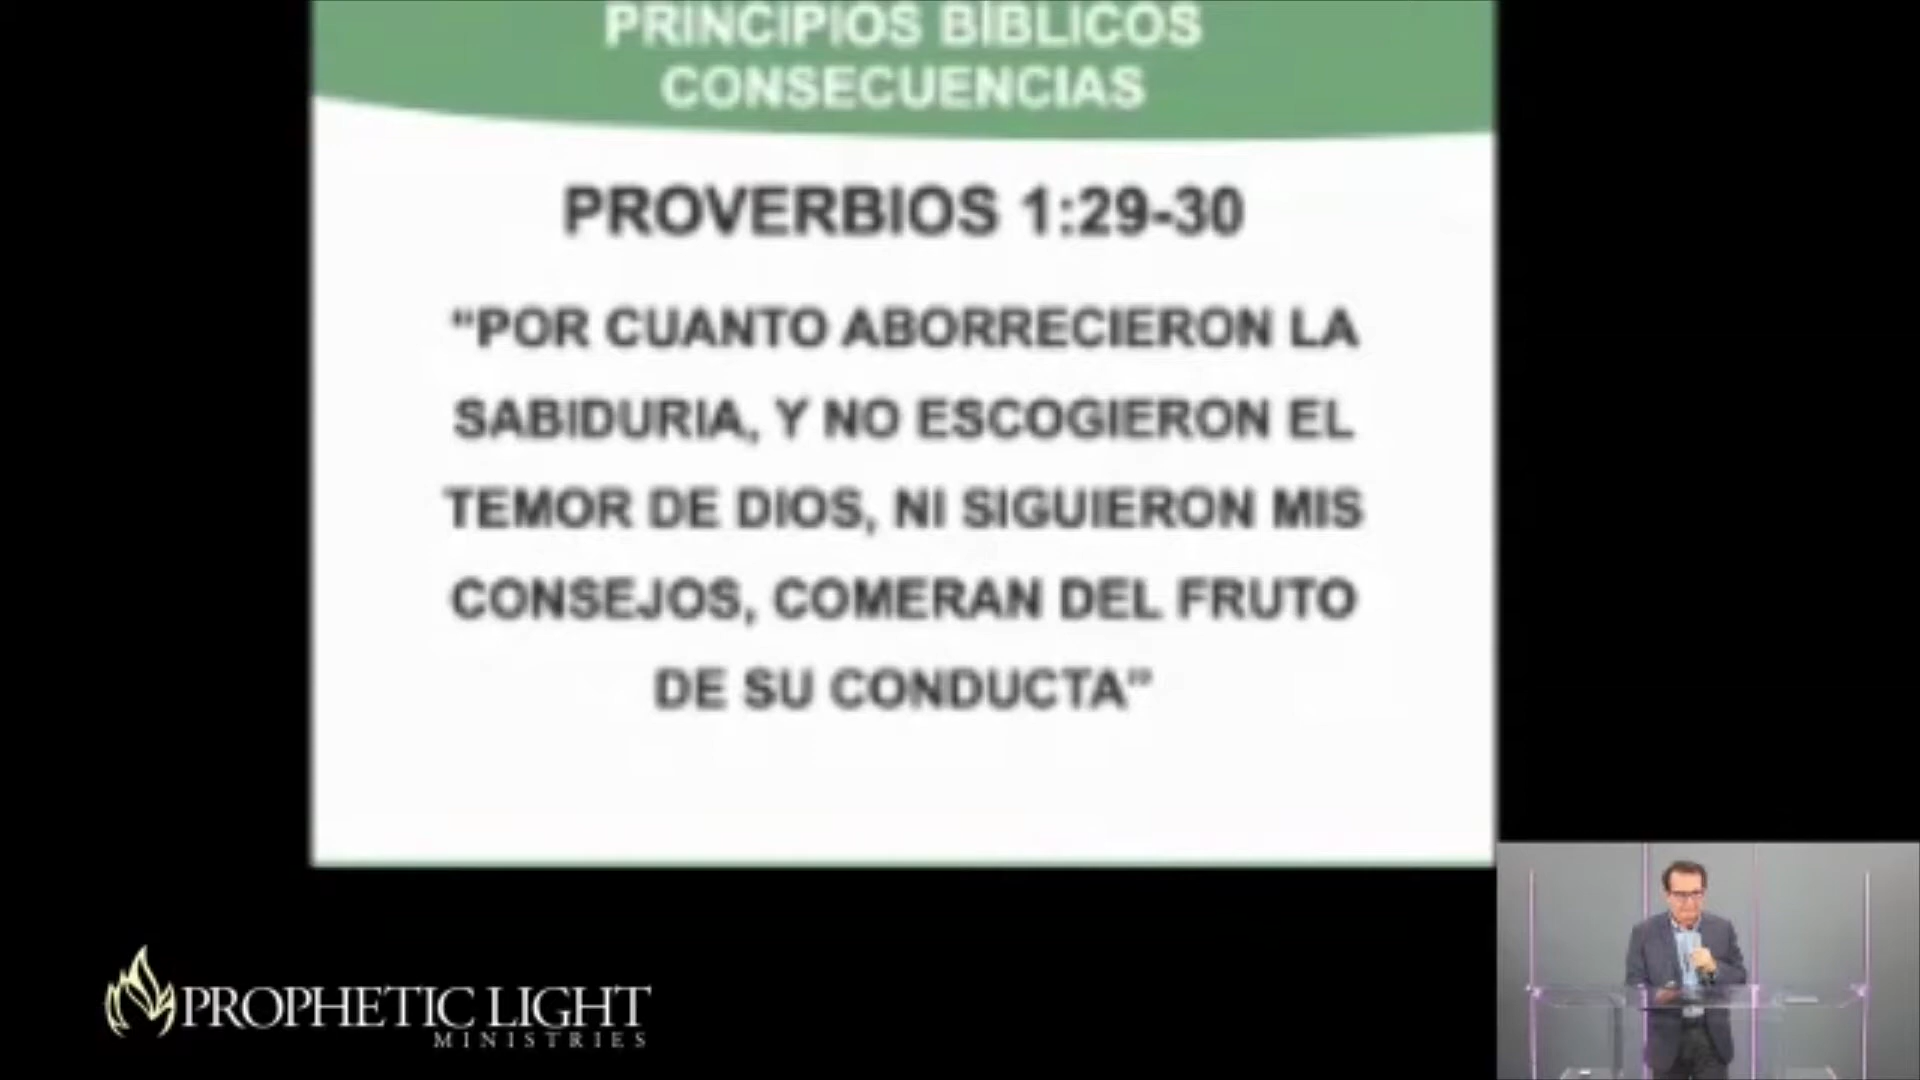 PRINCIPIOS BÍBLICOS
CONSECUENCIAS
PROVERBIOS 1:29-30
“POR CUANTO ABORRECIERON LA
SABIDURIA, Y NO ESCOGIERON EL
TEMOR DE DIOS, NI SIGUIERON MIS
CONSEJOS, COMERAN DEL FRUTO
DE SU CONDUCTA”
PROPHETIC LIGHT
MINISTRIES